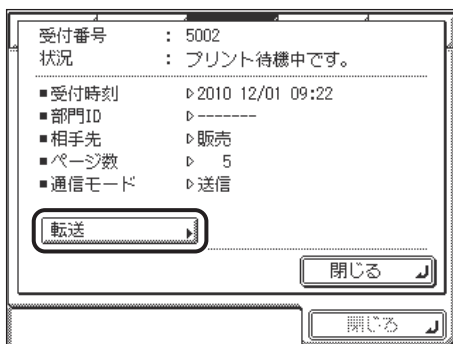 受付番号 : 5002
状況 : プリント待機中です。
■受付時刻 ▷2010 12/01 09:22
■部門ID ▷-------
■相手先 ▷販売
■ページ数 ▷ 5
■通信モード ▷送信
転送
閉じる
閉じる